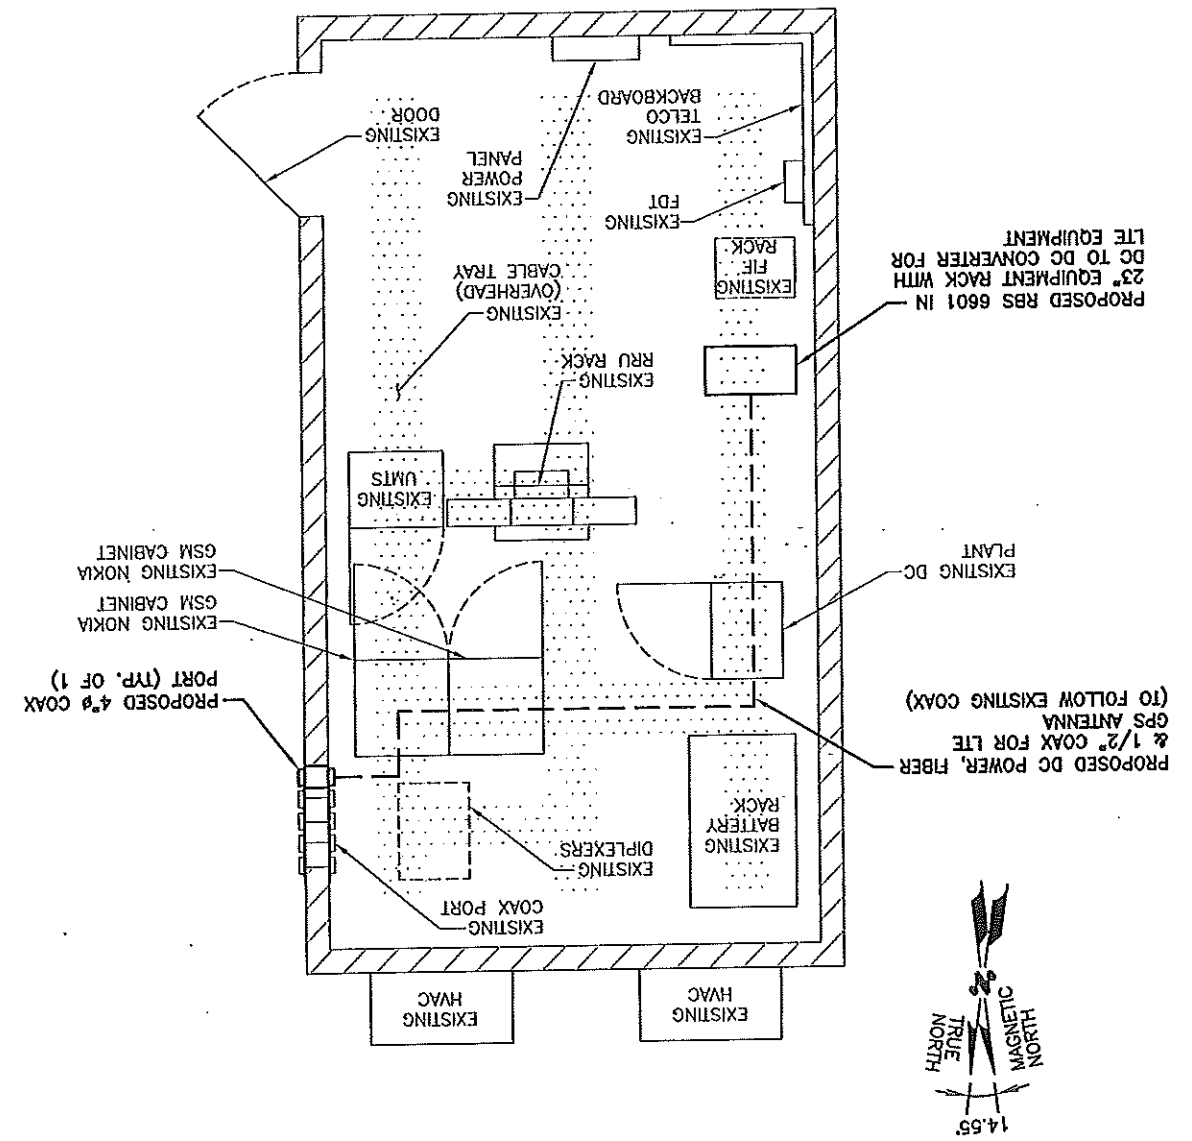 14.55°
MAGNETIC
NORTH
TRUE
NORTH
N
EXISTING
HVAC
EXISTING
HVAC
EXISTING
COAX PORT
EXISTING
BATTERY
RACK
EXISTING
DIPLEXERS
PROPOSED DC POWER, FIBER
& 1/2" COAX FOR LTE
GPS ANTENNA
(TO FOLLOW EXISTING COAX)
PROPOSED 4"ø COAX
PORT (TYP. OF 1)
EXISTING NOKIA
GSM CABINET
EXISTING NOKIA
GSM CABINET
EXISTING DC
PLANT
EXISTING
UMTS
EXISTING
RRU RACK
PROPOSED RBS 6601 IN
23" EQUIPMENT RACK WITH
DC TO DC CONVERTER FOR
LTE EQUIPMENT
EXISTING
(OVERHEAD)
CABLE TRAY
EXISTING
FIF
RACK
EXISTING
FDT
EXISTING
POWER
PANEL
EXISTING
TELCO
BACKBOARD
EXISTING
DOOR